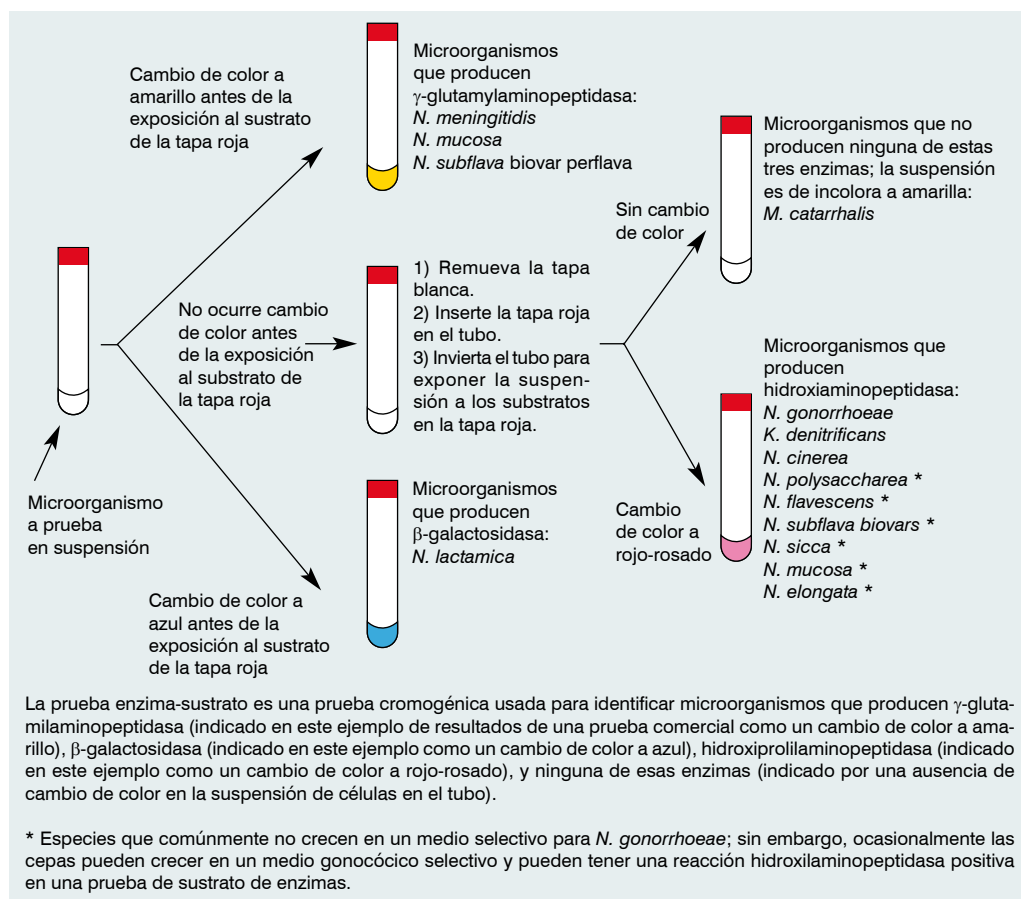 Cambio de color a
amarillo antes de la
exposición al sustrato
de la tapa roja
Microorganismos
que producen
γ-glutamylaminopeptidasa:
N. meningitidis
N. mucosa
N. subflava biovar perflava
Microorganismos que no
producen ninguna de estas
tres enzimas; la suspensión
es de incolora a amarilla:
M. catarrhalis
Sin cambio
de color
No ocurre cambio
de color antes
de la exposición
al substrato de
la tapa roja
1) Remueva la tapa
blanca.
2) Inserte la tapa roja
en el tubo.
3) Invierta el tubo para
exponer la suspen-
sión a los substratos
en la tapa roja.
Microorganismos que
producen
hidroxiaminopeptidasa:
N. gonorrhoeae
K. denitrificans
N. cinerea
N. polysaccharea *
N. flavescens *
N. subflava biovars *
N. sicca *
N. mucosa *
N. elongata *
Cambio
de color a
rojo-rosado
Microorganismo
a prueba
en suspensión
Microorganismos
que producen
β-galactosidasa:
N. lactamica
Cambio de color a
azul antes de la
exposición al sustrato
de la tapa roja
La prueba enzima-sustrato es una prueba cromogénica usada para identificar microorganismos que producen γ-gluta-
milaminopeptidasa (indicado en este ejemplo de resultados de una prueba comercial como un cambio de color a ama-
rillo), β-galactosidasa (indicado en este ejemplo como un cambio de color a azul), hidroxiprolilaminopeptidasa (indicado
en este ejemplo como un cambio de color a rojo-rosado), y ninguna de esas enzimas (indicado por una ausencia de
cambio de color en la suspensión de células en el tubo).
* Especies que comúnmente no crecen en un medio selectivo para N. gonorrhoeae; sin embargo, ocasionalmente las
cepas pueden crecer en un medio gonocócico selectivo y pueden tener una reacción hidroxilaminopeptidasa positiva
en una prueba de sustrato de enzimas.